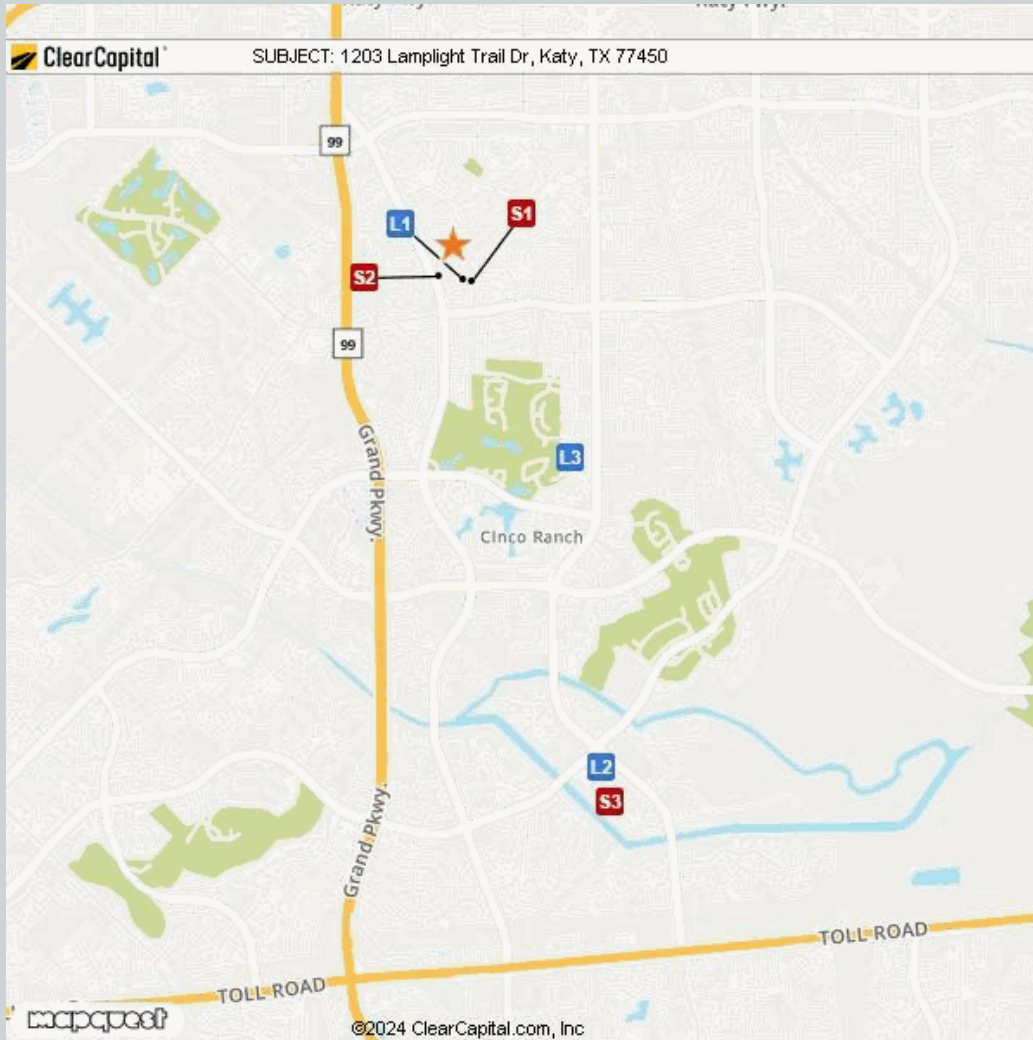 ClearCapital
SUBJECT: 1203 Lamplight Trail Dr, Katy, TX 77450
99
L1
S1
S2
99
Grand Pkwy.
L3
Cinco Ranch
L2
S3
Grand Pkwy.
TOLL ROAD
TOLL ROAD
mapquest
©2024 ClearCapital.com, Inc